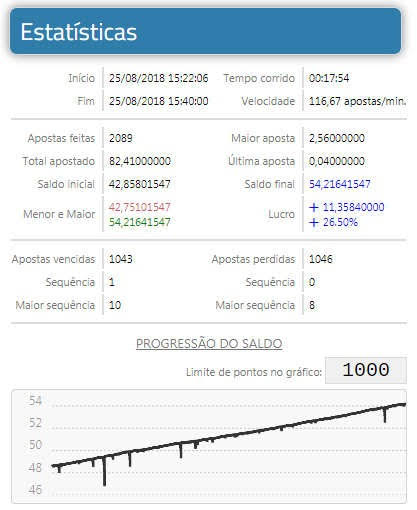 Estatísticas
Início 25/08/2018 15:22:06 Tempo corrido 00:17:54
Fim 25/08/2018 15:40:00 Velocidade 116,67 apostas/min.
Apostas feitas 2089 Maior aposta 2,56000000
Total apostado 82,41000000 Última aposta 0,04000000
Saldo inicial 42,85801547 Saldo final 54,21641547
Menor e Maior 42,75101547 Lucro + 11,35840000
54,21641547 + 26.50%
Apostas vencidas 1043 Apostas perdidas 1046
Sequência 1 Sequência 0
Maior sequência 10 Maior sequência 8
PROGRESSÃO DO SALDO
Limite de pontos no gráfico: 1000
54
52
50
48
46